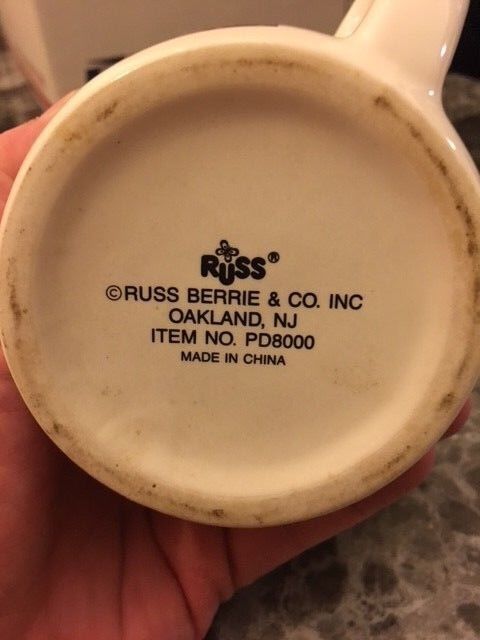 RUSS®
©RUSS BERRIE & CO. INC
OAKLAND, NJ
ITEM NO. PD8000
MADE IN CHINA